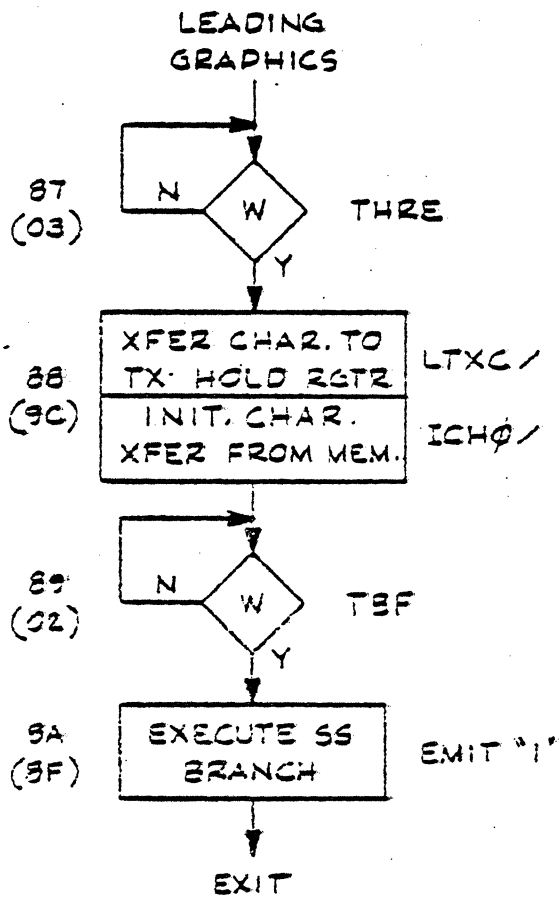 LEADING
GRAPHICS
N
87
(03)
W
THRE
Y
XFER CHAR. TO
TX. HOLD RGTR
LTXC/
88
(9C)
INIT. CHAR.
XFER FROM MEM.
ICHØ/
N
89
(02)
W
TBF
Y
8A
(8F)
EXECUTE SS
BRANCH
EMIT "1"
EXIT